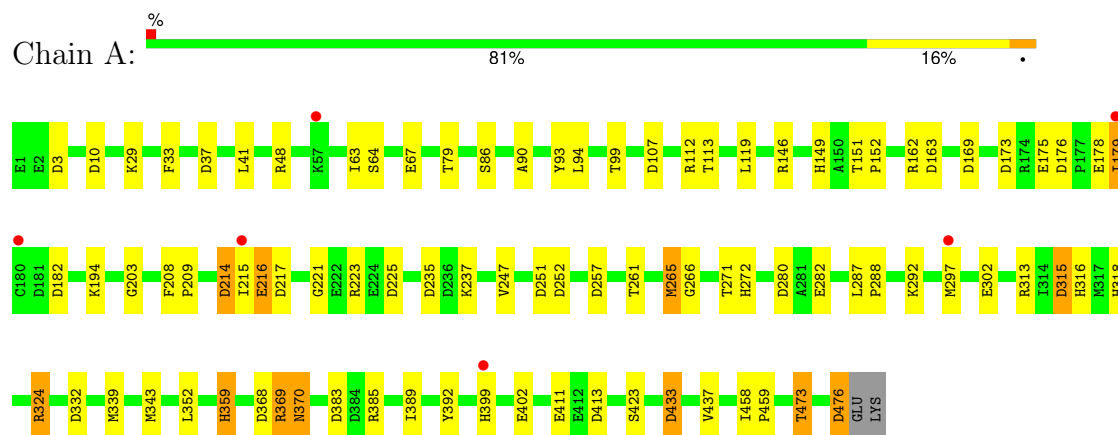 %
Chain A:
81% 16% •
E1 E2 D3 D10 K29 F33 D37 L41 R48 K57 I63 S64 E67 T79 S86 A90 Y93 L94 T99 D107 R112 T113 L119 R146 H149 A150 T151 P152 R162 D163 D169 D173 R174 E175 D176 P177 E178 I179
C180 D181 D182 K194 G203 F208 P209 D214 I215 E216 D217 G221 E222 R223 E224 D225 D235 D236 K237 V247 D251 D252 D257 T261 M265 G266 T271 H272 D280 A281 E282 L287 P288 K292 M297 E302 R313 I314 D315 H316 M317 H318
R324 D332 M339 M343 L352 H359 D368 R369 N370 D383 D384 R385 I389 Y392 H399 E402 E411 E412 D413 S423 D433 V437 I458 P459 T473 D476 GLU LYS